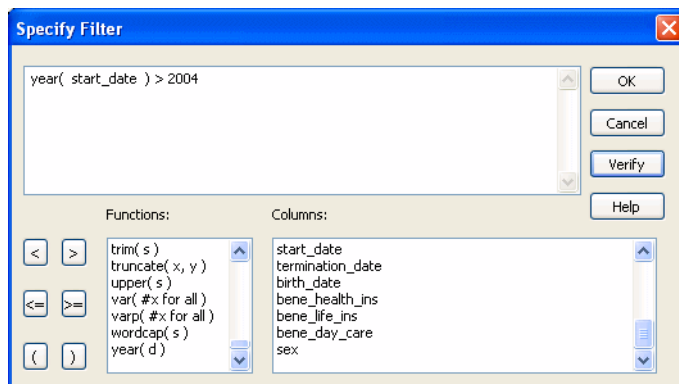 Specify Filter
year( start_date ) > 2004
OK
Cancel
Verify
Help
Functions:
Columns:
< >
<= >=
( )
trim( s )
truncate( x, y )
upper( s )
var( #x for all )
varp( #x for all )
wordcap( s )
year( d )
start_date
termination_date
birth_date
bene_health_ins
bene_life_ins
bene_day_care
sex